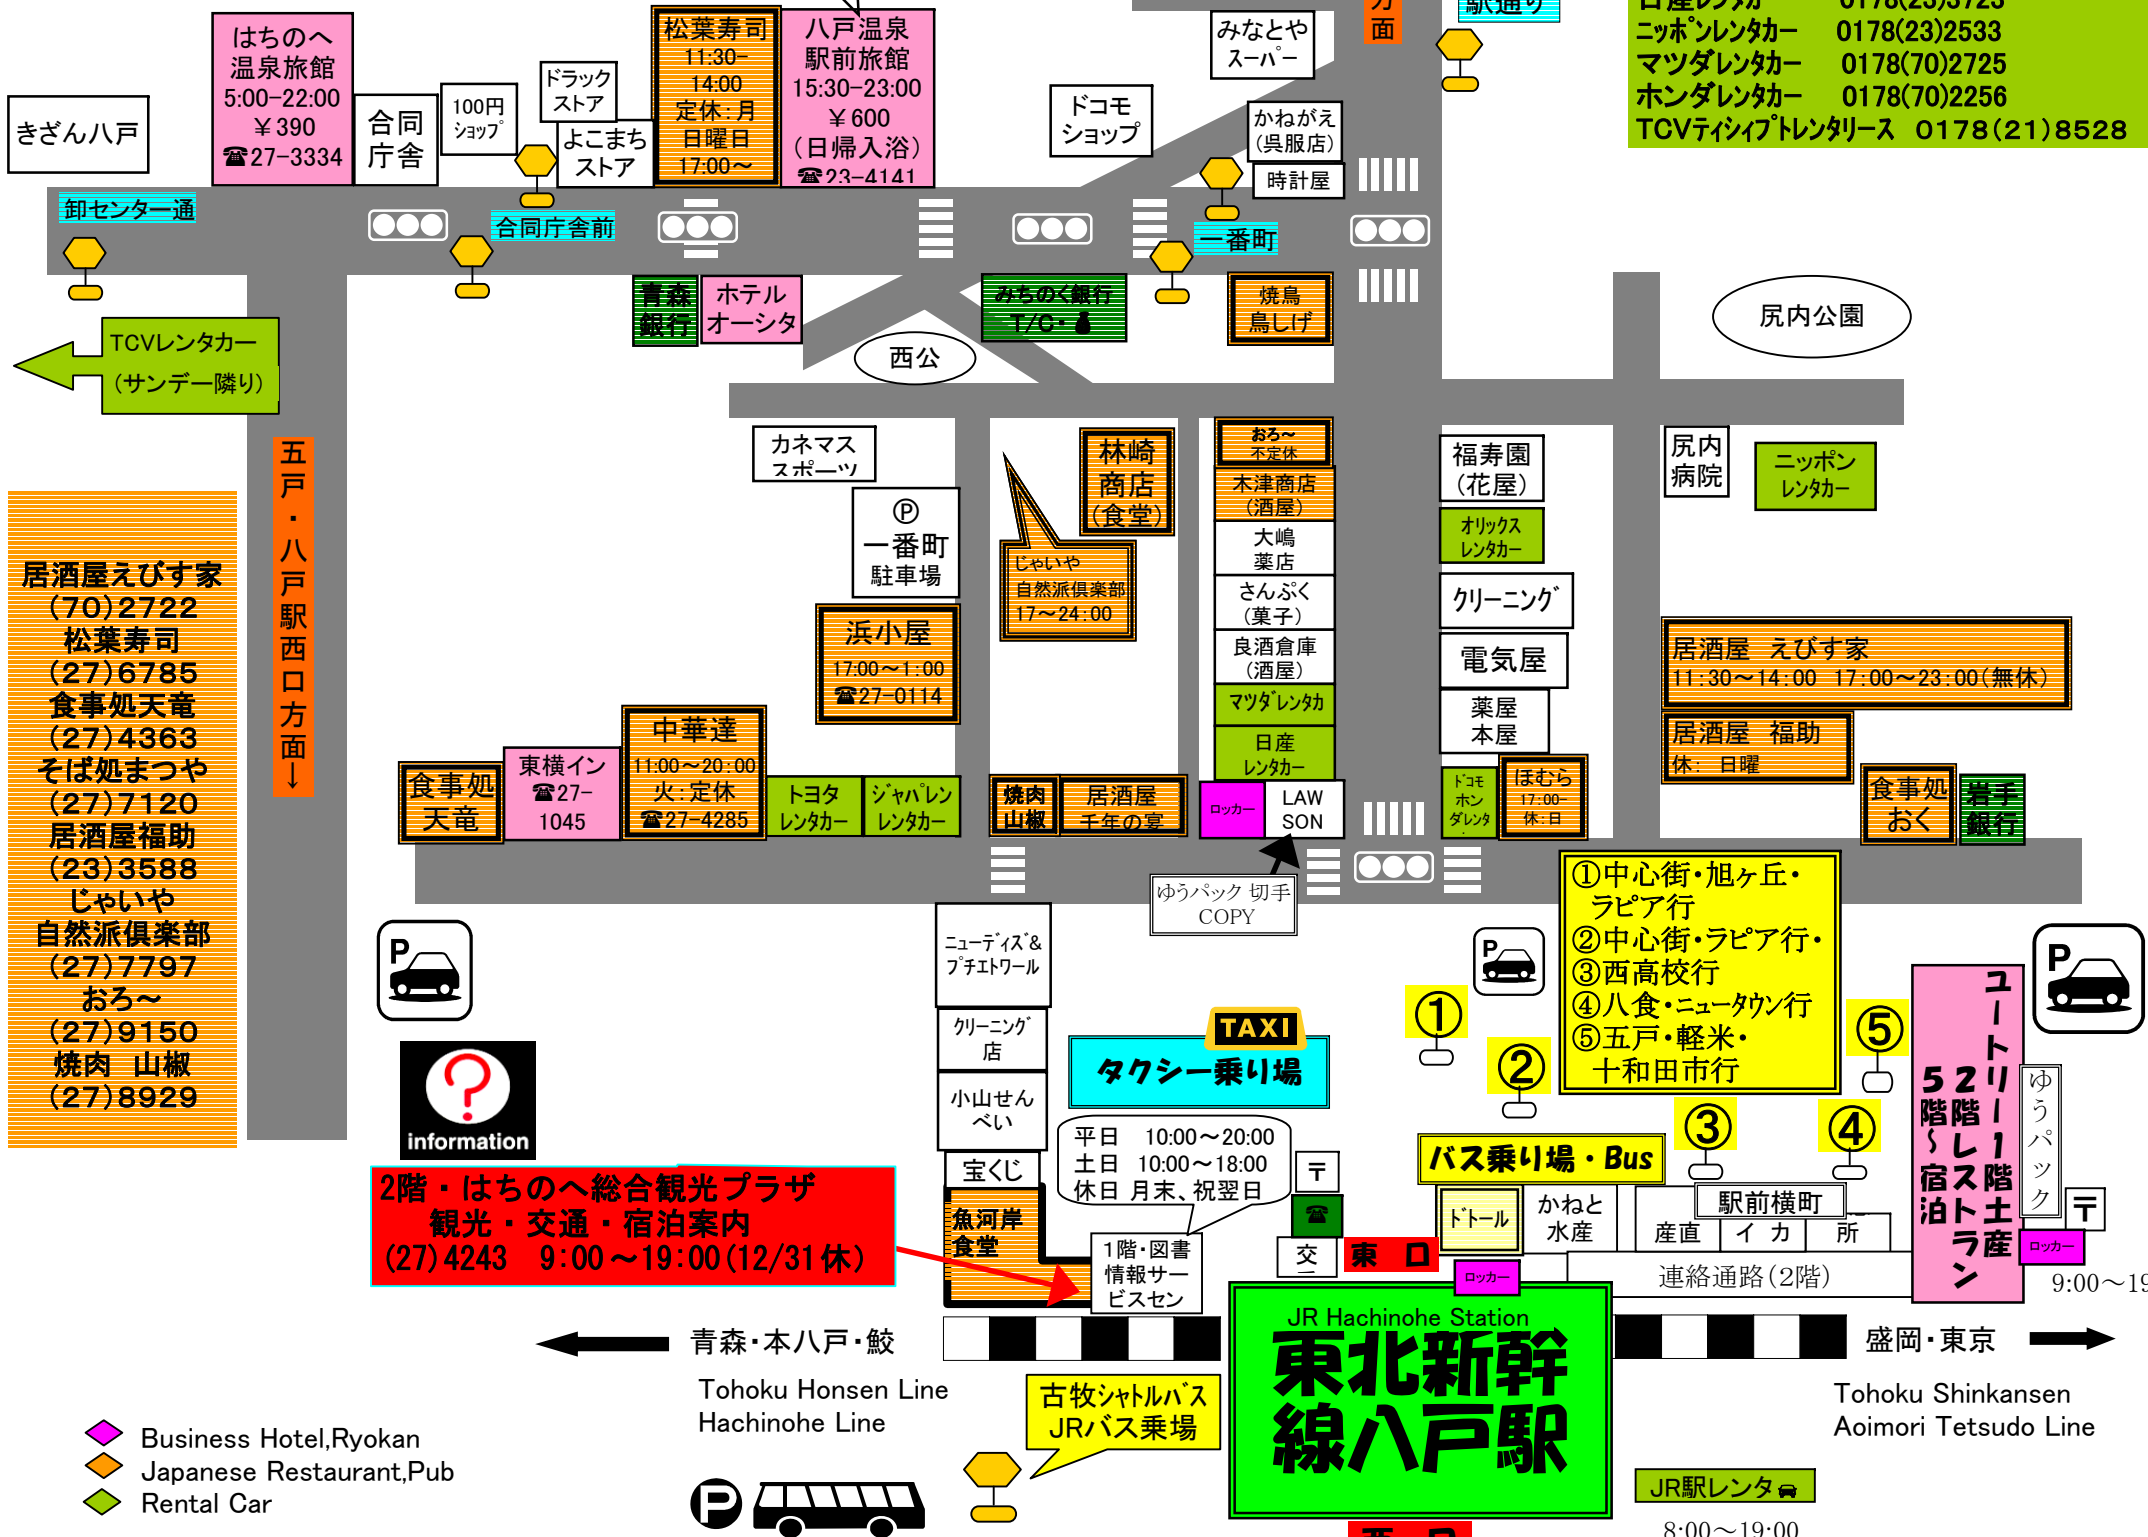 はちのへ
温泉旅館
5:00-22:00
￥390
☎27-3334
松葉寿司
11:30-
14:00
定休:月
日曜日
17:00～
八戸温泉
駅前旅館
15:30-23:00
￥600
(日帰入浴)
☎23-4141
みなとや
スーパー
方面
駅通り
日産レンタカー 0178(23)3723
ニッポンレンタカー 0178(23)2533
マツダレンタカー 0178(70)2725
ホンダレンタカー 0178(70)2256
TCVティシィプトレンタリース 0178(21)8528
きざん八戸
合同
庁舎
100円
ショップ
ドラック
ストア
よこまち
ストア
ドコモ
ショップ
かねがえ
(呉服店)
時計屋
卸センター通
合同庁舎前
一番町
青森
銀行
ホテル
オーシタ
みちのく銀行
T/C・
焼鳥
鳥しげ
尻内公園
西公
TCVレンタカー
(サンデー隣り)
五戸・八戸駅西口方面↓
カネマス
スポーツ
Ⓟ
一番町
駐車場
林崎
商店
(食堂)
じゃいや
自然派倶楽部
17～24:00
おろ～
不定休
木津商店
(酒屋)
大嶋
薬店
さんぷく
(菓子)
良酒倉庫
(酒屋)
マツダレンタカ
日産
レンタカー
ロッカー
LAW
SON
福寿園
(花屋)
オリックス
レンタカー
クリーニング
電気屋
薬屋
本屋
ドコモ
ホン
ダレンタ
ほむら
17:00-
休:日
尻内
病院
ニッポン
レンタカー
居酒屋 えびす家
11:30～14:00 17:00～23:00(無休)
居酒屋 福助
休: 日曜
食事処
おく
岩手
銀行
居酒屋えびす家
(70)2722
松葉寿司
(27)6785
食事処天竜
(27)4363
そば処まつや
(27)7120
居酒屋福助
(23)3588
じゃいや
自然派倶楽部
(27)7797
おろ～
(27)9150
焼肉 山椒
(27)8929
浜小屋
17:00～1:00
☎27-0114
食事処
天竜
東横イン
☎27-
1045
中華達
11:00～20:00
火:定休
☎27-4285
トヨタ
レンタカー
ジャパレン
レンタカー
焼肉
山椒
居酒屋
千年の宴
ゆうパック 切手
COPY
①中心街・旭ヶ丘・
ラピア行
②中心街・ラピア行・
③西高校行
④八食・ニュータウン行
⑤五戸・軽米・
十和田市行
P
P
P
ニューディズ&
プチエトワール
クリーニング
店
小山せん
べい
宝くじ
魚河岸
食堂
TAXI
タクシー乗り場
平日 10:00～20:00
土日 10:00～18:00
休日 月末、祝翌日
1階・図書
情報サー
ビスセン
〒
☎
交
東 口
①
②
③
④
⑤
バス乗り場・Bus
ドトール
かねと
水産
駅前横町
産直
イカ
所
連絡通路(2階)
ロッカー
ユートリー1階土産
2階レストラン
5階～宿泊
ゆうパック
〒
ロッカー
9:00～19
information
2階・はちのへ総合観光プラザ
観光・交通・宿泊案内
(27)4243 9:00～19:00(12/31休)
青森・本八戸・鮫
Tohoku Honsen Line
Hachinohe Line
古牧シャトルバス
JRバス乗場
JR Hachinohe Station
東北新幹
線八戸駅
西 口
盛岡・東京
Tohoku Shinkansen
Aoimori Tetsudo Line
JR駅レンタ
8:00～19:00
Business Hotel,Ryokan
Japanese Restaurant,Pub
Rental Car
P